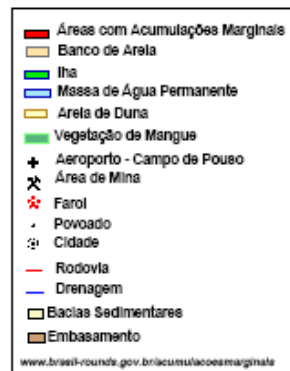 Áreas com Acumulações Marginais
Banco de Areia
Ilha
Massa de Água Permanente
Areia de Duna
Vegetação de Mangue
Aeroporto - Campo de Pouso
Área de Mina
Farol
Povoado
Cidade
Rodovia
Drenagem
Bacias Sedimentares
Embasamento
www.brasil-rounds.gov.br/acumulacoesmarginais